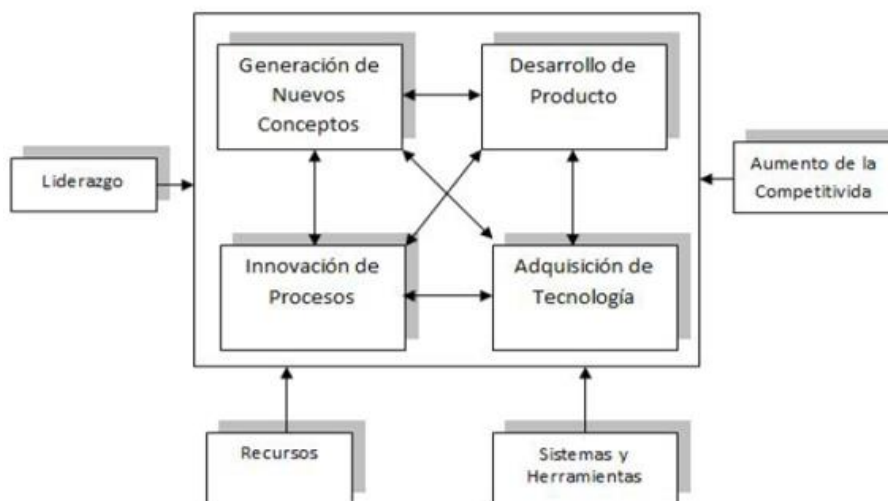 Generación de
Nuevos
Conceptos
Desarrollo de
Producto
Liderazgo
Aumento de la
Competitivida
Innovación de
Procesos
Adquisición de
Tecnología
Recursos
Sistemas y
Herramientas